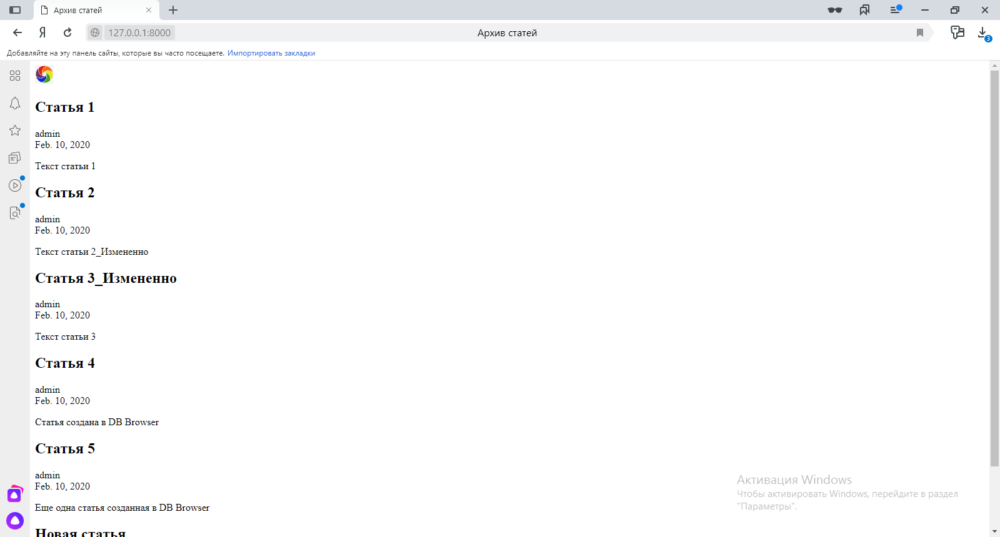 Архив статей
Я
127.0.0.1:8000
Архив статей
3
Добавляйте на эту панель сайты, которые вы часто посещаете. Импортировать закладки
Статья 1
admin
Feb. 10, 2020
Текст статьи 1
Статья 2
admin
Feb. 10, 2020
Текст статьи 2_Измененно
Статья 3_Измененно
admin
Feb. 10, 2020
Текст статьи 3
Статья 4
admin
Feb. 10, 2020
Статья создана в DB Browser
Статья 5
admin
Feb. 10, 2020
Еще одна статья созданная в DB Browser
Новая статья
Активация Windows
Чтобы активировать Windows, перейдите в раздел
"Параметры".